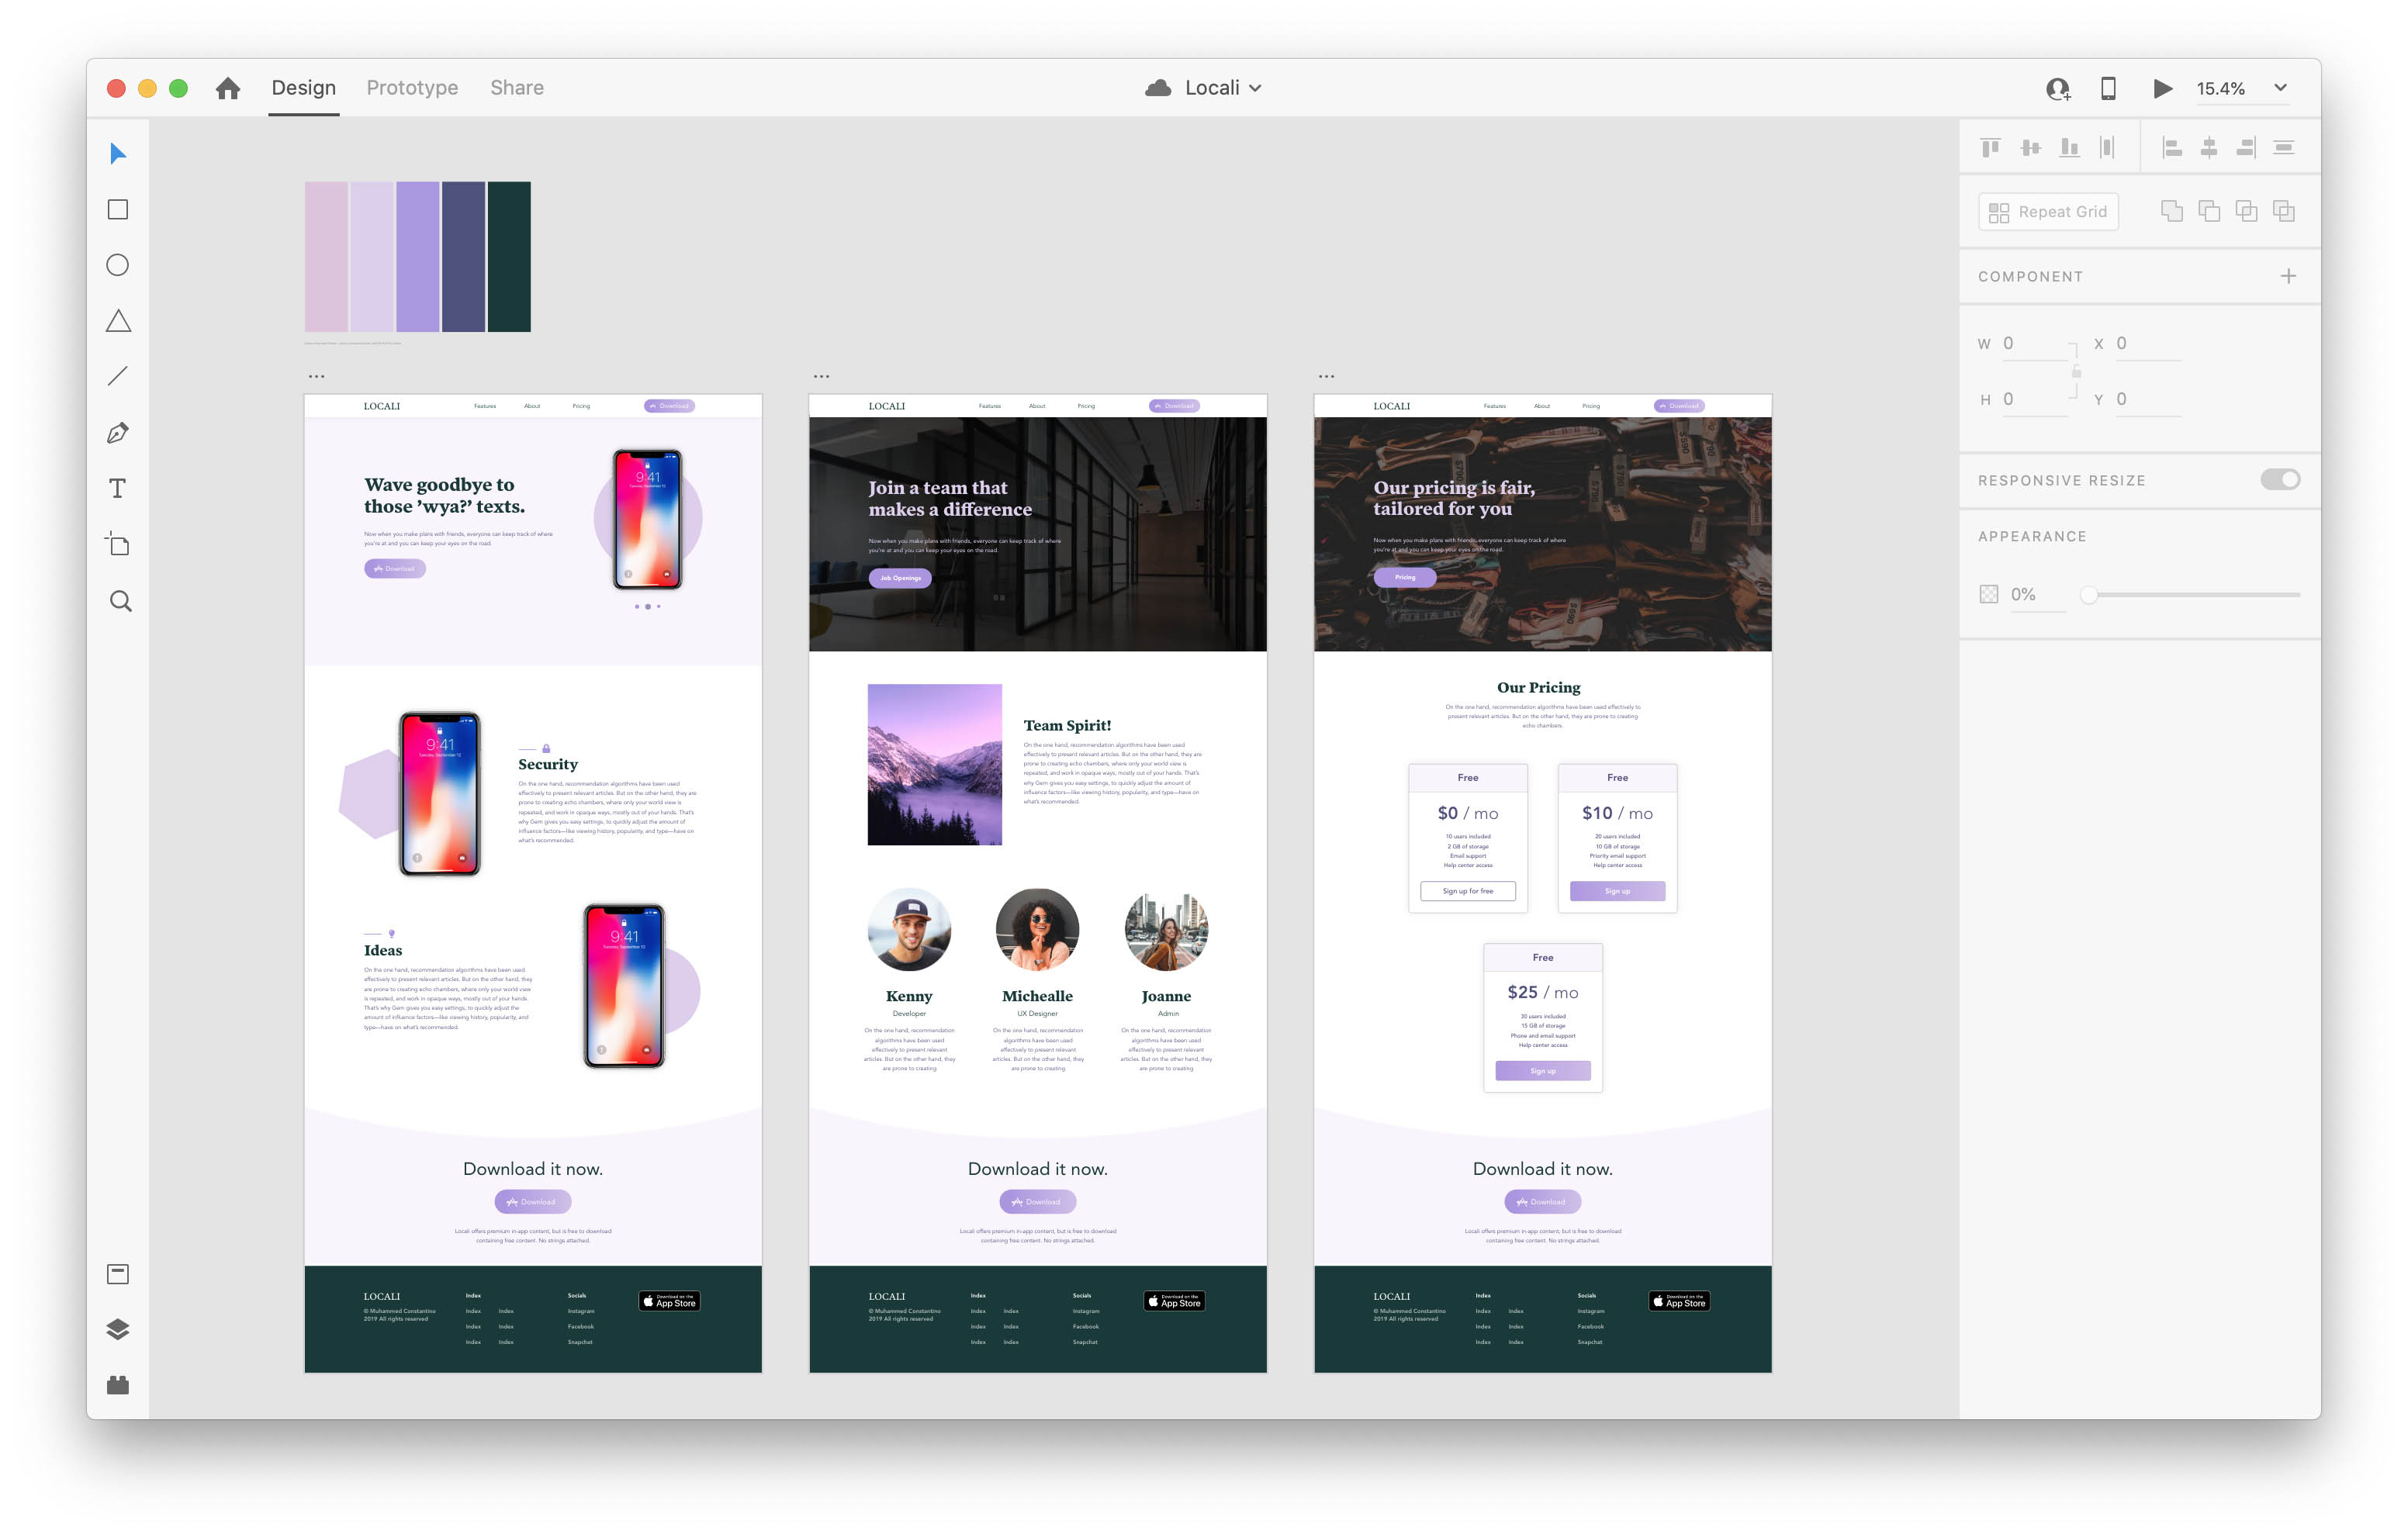 Design Prototype Share
Locali
15.4%
Repeat Grid
COMPONENT
W 0 X 0
H 0 Y 0
RESPONSIVE RESIZE
APPEARANCE
0%
...
LOCALI Features About Pricing Download
Wave goodbye to
those ’wya?’ texts.
Now when you make plans with friends, everyone can keep track of where
you're at and you can keep your eyes on the road.
Download
9:41
Tuesday, September 12
9:41
Tuesday, September 12
Security
On the one hand, recommendation algorithms have been used
effectively to present relevant articles. But on the other hand, they are
prone to creating echo chambers, where only your world view is
repeated, and work in opaque ways, mostly out of your hands. That's
why Gem gives you easy settings, to quickly adjust the amount of
influence factors—like viewing history, popularity, and type—have on
what's recommended.
Ideas
On the one hand, recommendation algorithms have been used
effectively to present relevant articles. But on the other hand, they
are prone to creating echo chambers, where only your world view
is repeated, and work in opaque ways, mostly out of your hands.
That's why Gem gives you easy settings, to quickly adjust the
amount of influence factors—like viewing history, popularity, and
type—have on what's recommended.
9:41
Tuesday, September 12
Download it now.
Download
Locali offers premium in-app content, but is free to download
containing free content. No strings attached.
LOCALI
© Muhammed Constantino
2019 All rights reserved
Index
Index Index
Index Index
Index Index
Socials
Instagram
Facebook
Snapchat
Download on the
App Store
...
LOCALI Features About Pricing Download
Join a team that
makes a difference
Now when you make plans with friends, everyone can keep track of where
you're at and you can keep your eyes on the road.
Job Openings
Team Spirit!
On the one hand, recommendation algorithms have been used
effectively to present relevant articles. But on the other hand, they are
prone to creating echo chambers, where only your world view is
repeated, and work in opaque ways, mostly out of your hands. That's
why Gem gives you easy settings, to quickly adjust the amount of
influence factors—like viewing history, popularity, and type—have on
what's recommended.
Kenny
Developer
On the one hand, recommendation
algorithms have been used
effectively to present relevant
articles. But on the other hand, they
are prone to creating
Michealle
UX Designer
On the one hand, recommendation
algorithms have been used
effectively to present relevant
articles. But on the other hand, they
are prone to creating
Joanne
Admin
On the one hand, recommendation
algorithms have been used
effectively to present relevant
articles. But on the other hand, they
are prone to creating
Download it now.
Download
Locali offers premium in-app content, but is free to download
containing free content. No strings attached.
LOCALI
© Muhammed Constantino
2019 All rights reserved
Index
Index Index
Index Index
Index Index
Socials
Instagram
Facebook
Snapchat
Download on the
App Store
...
LOCALI Features About Pricing Download
Our pricing is fair,
tailored for you
Now when you make plans with friends, everyone can keep track of where
you're at and you can keep your eyes on the road.
Pricing
$590
$790
$690
Our Pricing
On the one hand, recommendation algorithms have been used effectively to
present relevant articles. But on the other hand, they are prone to creating
echo chambers.
Free
$0 / mo
10 users included
2 GB of storage
Email support
Help center access
Sign up for free
Free
$10 / mo
20 users included
10 GB of storage
Priority email support
Help center access
Sign up
Free
$25 / mo
30 users included
15 GB of storage
Phone and email support
Help center access
Sign up
Download it now.
Download
Locali offers premium in-app content, but is free to download
containing free content. No strings attached.
LOCALI
© Muhammed Constantino
2019 All rights reserved
Index
Index Index
Index Index
Index Index
Socials
Instagram
Facebook
Snapchat
Download on the
App Store